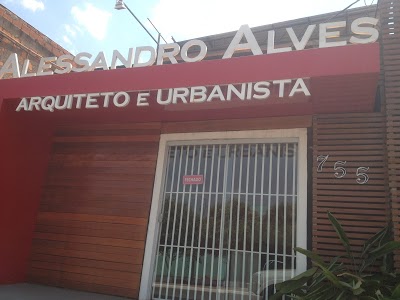 ALESSANDRO ALVES
ARQUITETO E URBANISTA
755